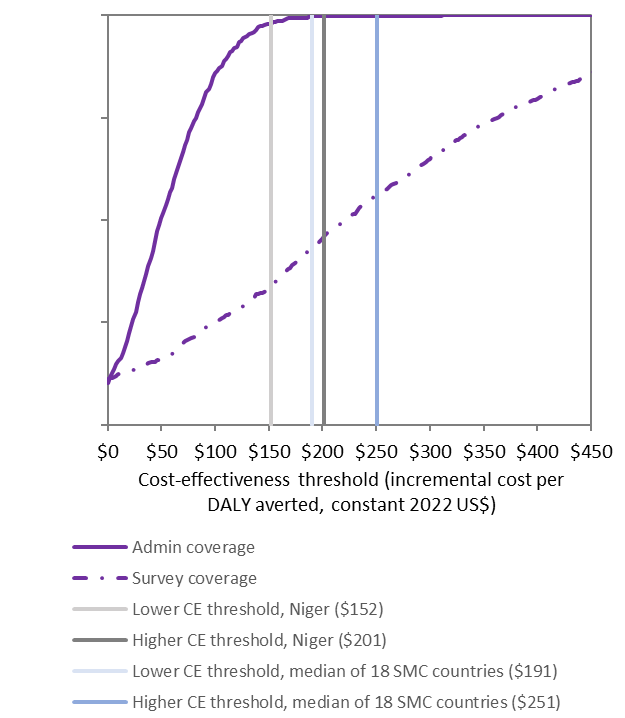 $0 $50 $100 $150 $200 $250 $300 $350 $400 $450
Cost-effectiveness threshold (incremental cost per
DALY averted, constant 2022 US$)
Admin coverage
Survey coverage
Lower CE threshold, Niger ($152)
Higher CE threshold, Niger ($201)
Lower CE threshold, median of 18 SMC countries ($191)
Higher CE threshold, median of 18 SMC countries ($251)